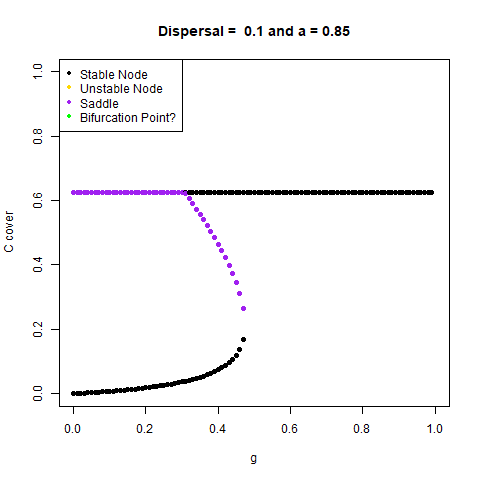 Dispersal = 0.1 and a = 0.85
Stable Node
Unstable Node
Saddle
Bifurcation Point?
C cover
1.0
0.8
0.6
0.4
0.2
0.0
0.0 0.2 0.4 0.6 0.8 1.0
g